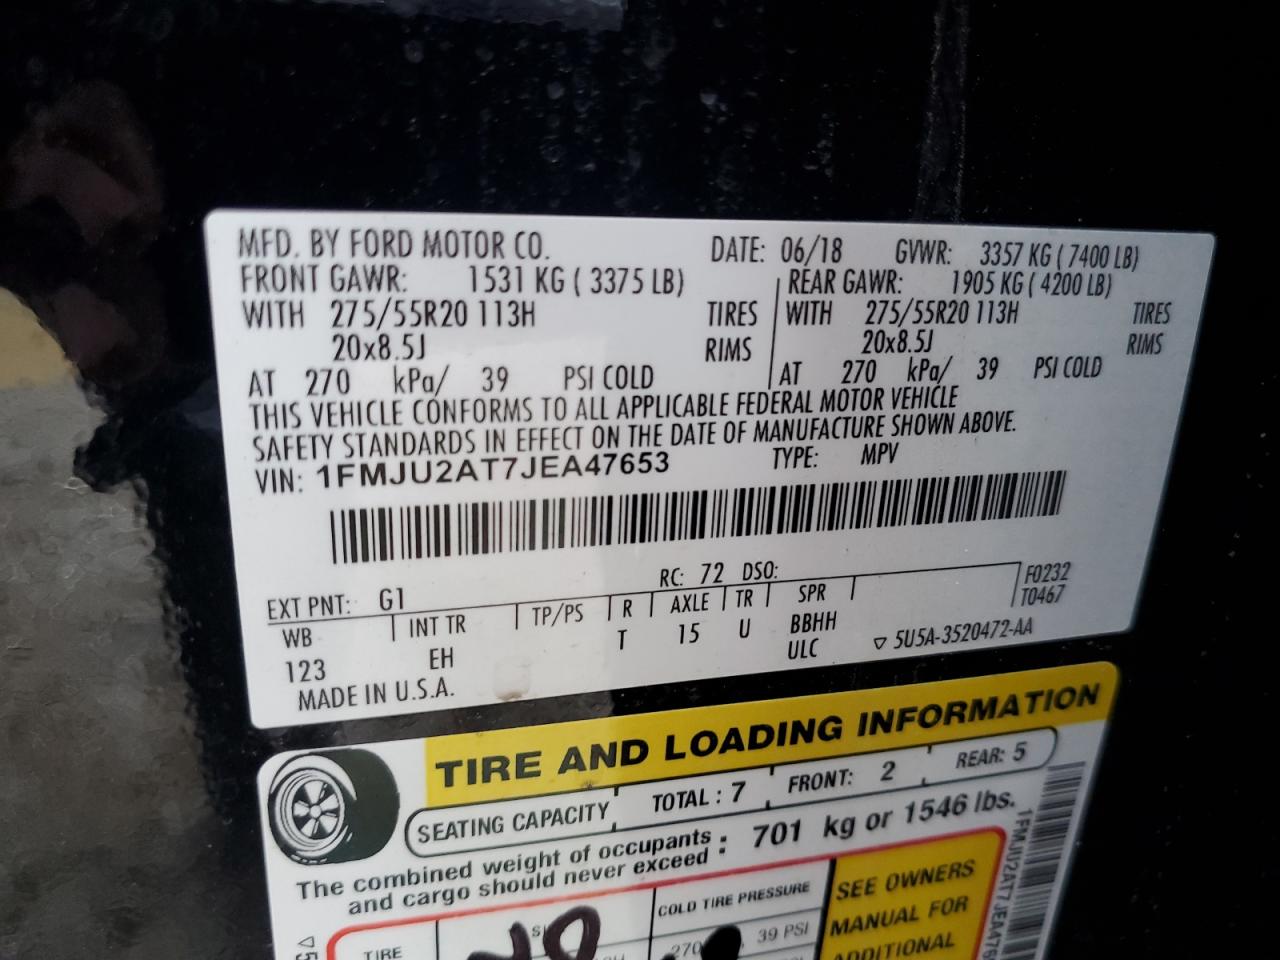 MFD. BY FORD MOTOR CO. DATE: 06/18 GVWR: 3357 KG ( 7400 LB)
FRONT GAWR: 1531 KG ( 3375 LB) REAR GAWR: 1905 KG ( 4200 LB)
WITH 275/55R20 113H TIRES WITH 275/55R20 113H TIRES
20x8.5J RIMS 20x8.5J RIMS
AT 270 kPa/ 39 PSI COLD AT 270 kPa/ 39 PSI COLD
THIS VEHICLE CONFORMS TO ALL APPLICABLE FEDERAL MOTOR VEHICLE
SAFETY STANDARDS IN EFFECT ON THE DATE OF MANUFACTURE SHOWN ABOVE.
VIN: 1FMJU2AT7JEA47653 TYPE: MPV
EXT PNT: G1 RC: 72 DSO: F0232
WB INT TR TP/PS R AXLE TR SPR T0467
123 EH T 15 U BBHH
ULC ▽ 5U5A-3520472-AA
MADE IN U.S.A.
TIRE AND LOADING INFORMATION
SEATING CAPACITY TOTAL : 7 FRONT: 2 REAR: 5
The combined weight of occupants : 701 kg or 1546 lbs.
and cargo should never exceed
TIRE COLD TIRE PRESSURE SEE OWNERS
39 PSI MANUAL FOR
ADDITIONAL